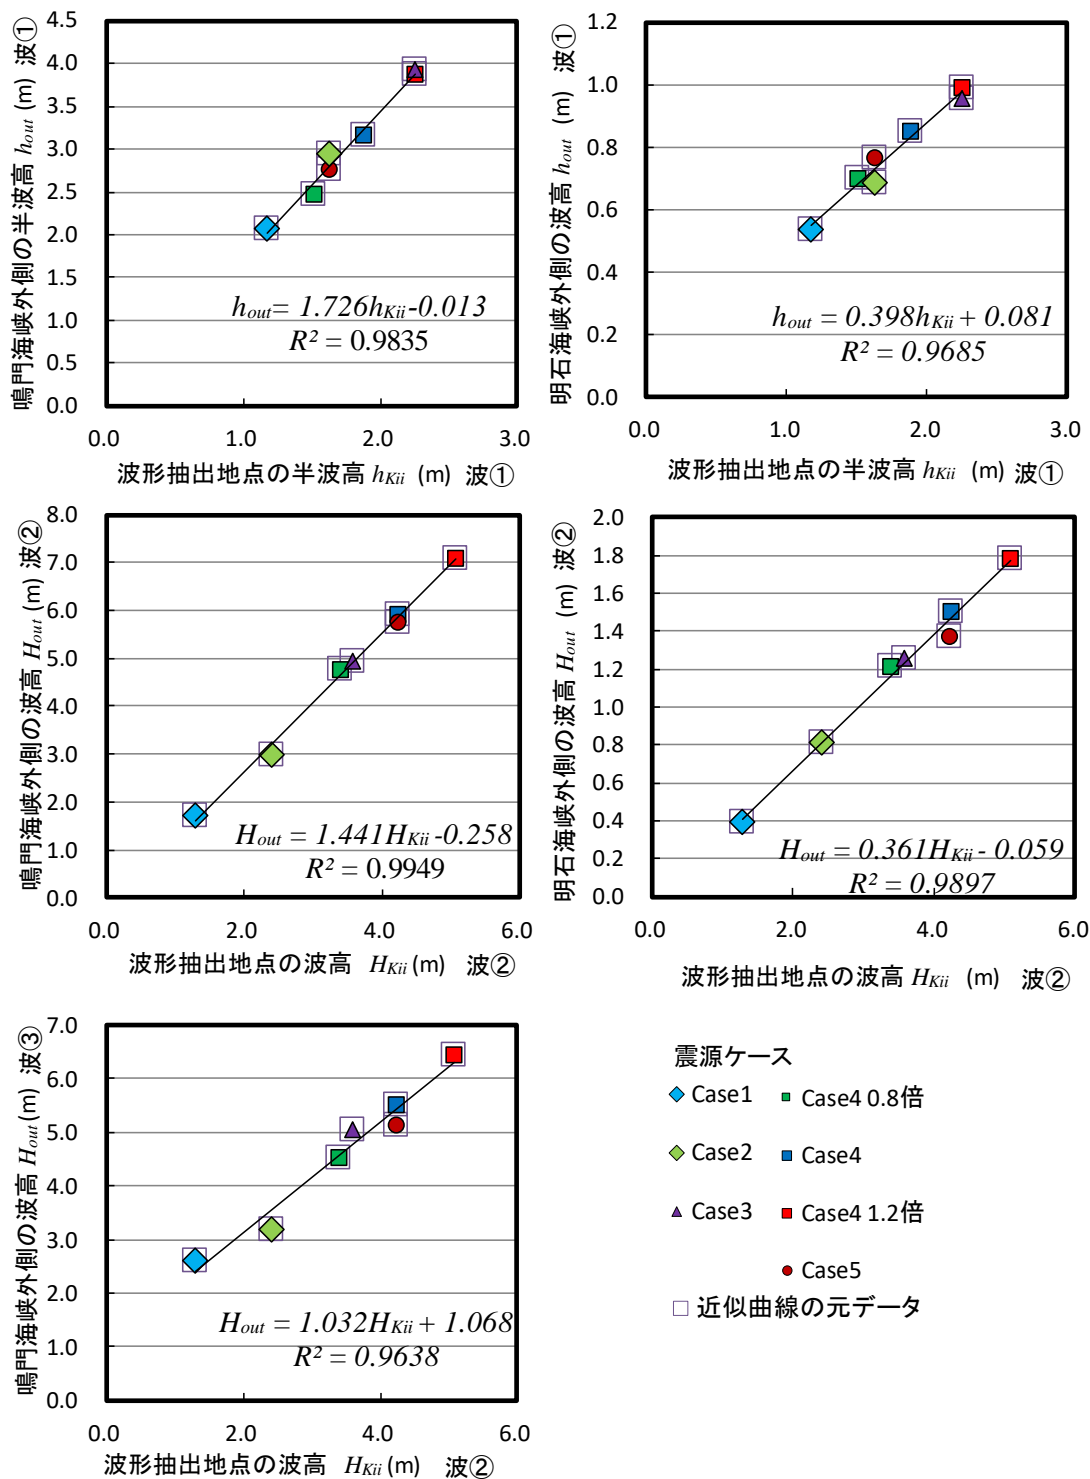 鳴門海峡外側の半波高 hout (m) 波①
4.5
4.0
3.5
3.0
2.5
2.0
1.5
1.0
0.5
0.0
hout= 1.726hKii-0.013
R² = 0.9835
0.0 1.0 2.0 3.0
波形抽出地点の半波高 hKii (m) 波①
明石海峡外側の波高 hout (m) 波①
1.2
1.0
0.8
0.6
0.4
0.2
0.0
hout = 0.398hKii + 0.081
R² = 0.9685
0.0 1.0 2.0 3.0
波形抽出地点の半波高 hKii (m) 波①
鳴門海峡外側の波高 Hout (m) 波②
8.0
7.0
6.0
5.0
4.0
3.0
2.0
1.0
0.0
Hout = 1.441HKii -0.258
R² = 0.9949
0.0 2.0 4.0 6.0
波形抽出地点の波高 HKii (m) 波②
明石海峡外側の波高 Hout (m) 波②
2.0
1.8
1.6
1.4
1.2
1.0
0.8
0.6
0.4
0.2
0.0
Hout = 0.361HKii - 0.059
R² = 0.9897
0.0 2.0 4.0 6.0
波形抽出地点の波高 HKii (m) 波②
鳴門海峡外側の波高 Hout (m) 波③
7.0
6.0
5.0
4.0
3.0
2.0
1.0
0.0
Hout = 1.032HKii + 1.068
R² = 0.9638
0.0 2.0 4.0 6.0
波形抽出地点の波高 HKii (m) 波②
震源ケース
Case1 Case4 0.8倍
Case2 Case4
Case3 Case4 1.2倍
Case5
近似曲線の元データ